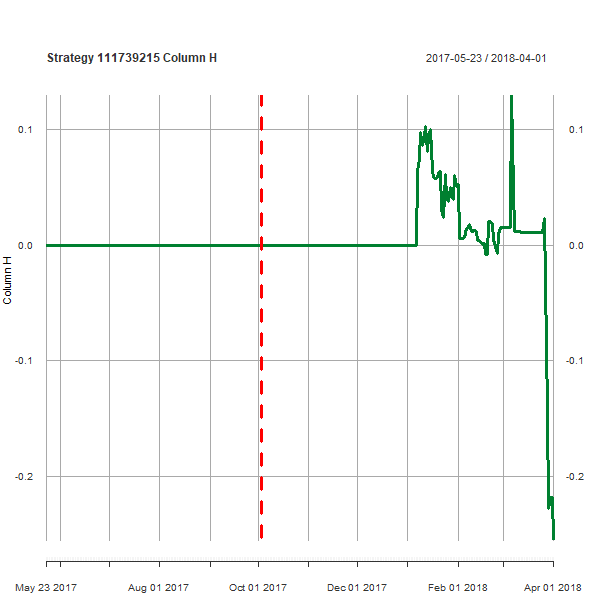 Strategy 111739215 Column H
2017-05-23 / 2018-04-01
0.1
0.1
0.0
0.0
-0.1
-0.1
-0.2
-0.2
Column H
May 23 2017
Aug 01 2017
Oct 01 2017
Dec 01 2017
Feb 01 2018
Apr 01 2018